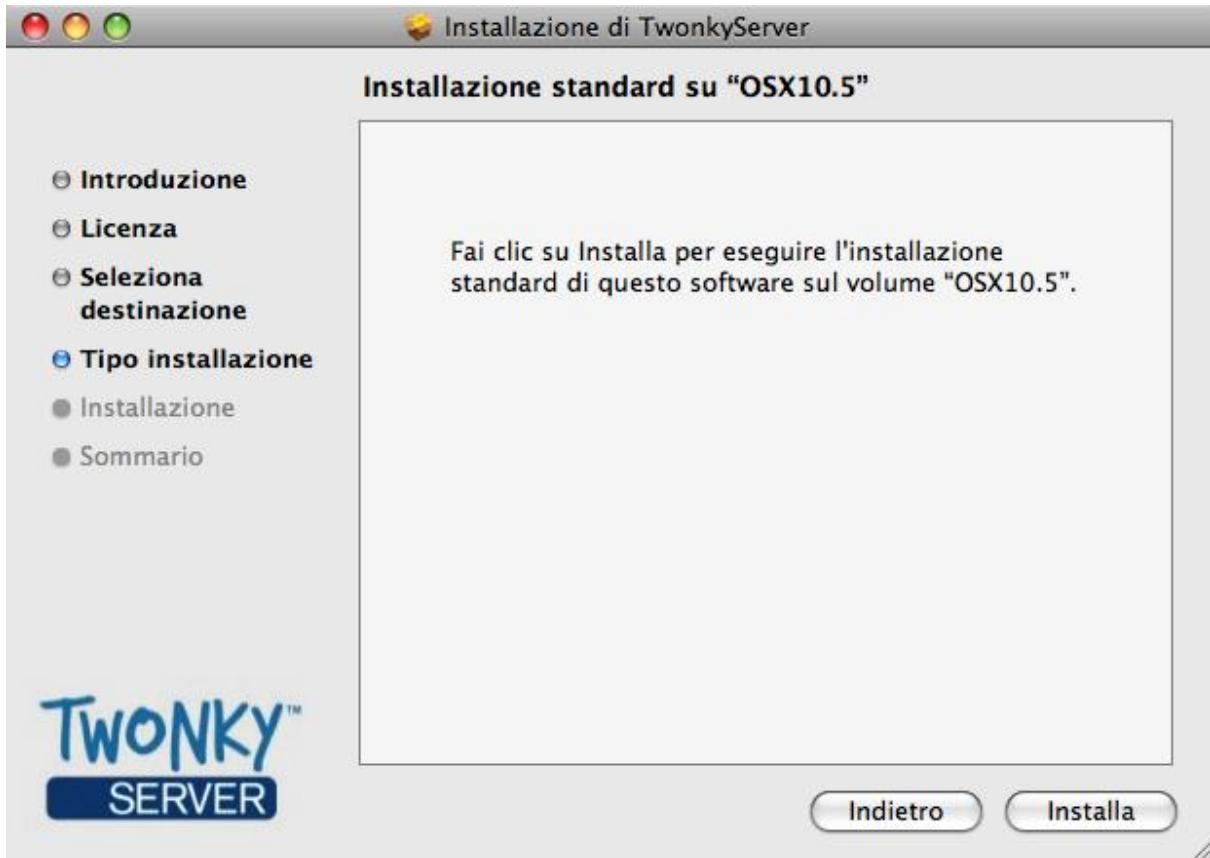 Installazione di TwonkyServer
Installazione standard su “OSX10.5”
Introduzione
Licenza
Seleziona
destinazione
Tipo installazione
Installazione
Sommario
Fai clic su Installa per eseguire l'installazione
standard di questo software sul volume “OSX10.5”.
TWONKY™
SERVER
Indietro
Installa